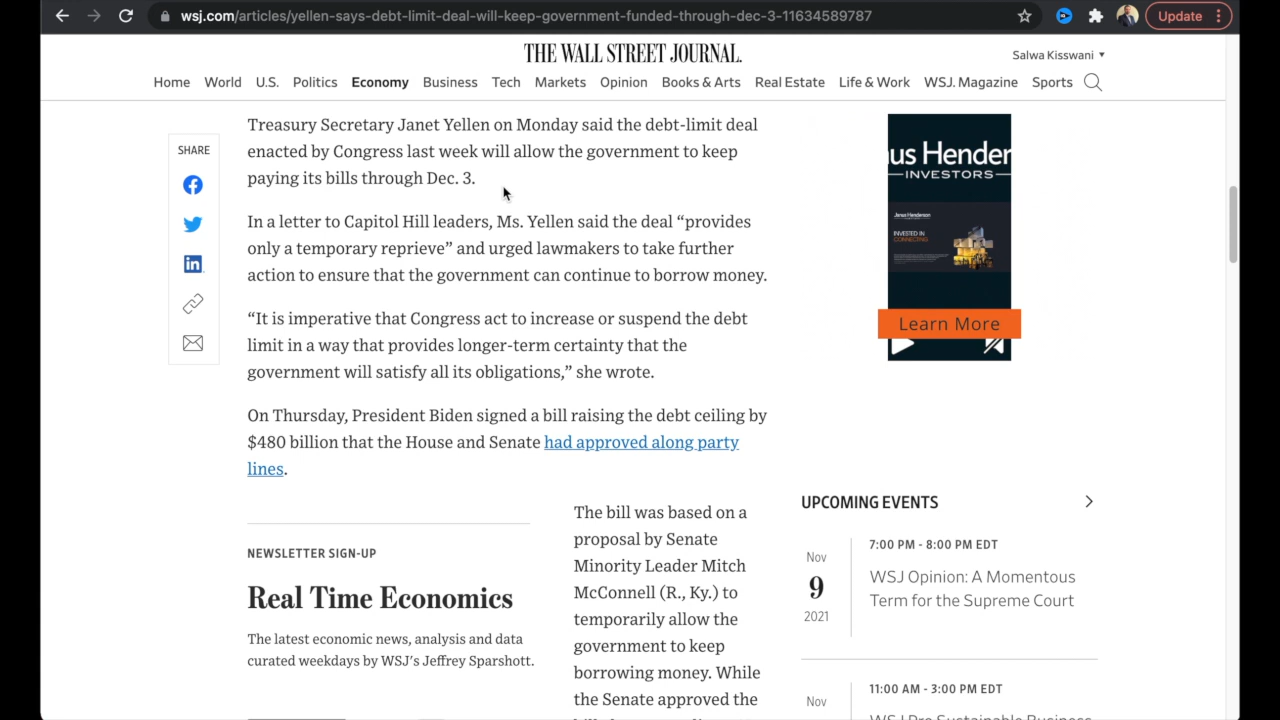 wsj.com/articles/yellen-says-debt-limit-deal-will-keep-government-funded-through-dec-3-11634589787
Update
THE WALL STREET JOURNAL.
Salwa Kisswani
Home World U.S. Politics Economy Business Tech Markets Opinion Books & Arts Real Estate Life & Work WSJ. Magazine Sports
SHARE
Treasury Secretary Janet Yellen on Monday said the debt-limit deal
enacted by Congress last week will allow the government to keep
paying its bills through Dec. 3.
In a letter to Capitol Hill leaders, Ms. Yellen said the deal “provides
only a temporary reprieve” and urged lawmakers to take further
action to ensure that the government can continue to borrow money.
“It is imperative that Congress act to increase or suspend the debt
limit in a way that provides longer-term certainty that the
government will satisfy all its obligations,” she wrote.
On Thursday, President Biden signed a bill raising the debt ceiling by
$480 billion that the House and Senate had approved along party
lines.
NEWSLETTER SIGN-UP
Real Time Economics
The latest economic news, analysis and data
curated weekdays by WSJ’s Jeffrey Sparshott.
The bill was based on a
proposal by Senate
Minority Leader Mitch
McConnell (R., Ky.) to
temporarily allow the
government to keep
borrowing money. While
the Senate approved the
us Hender
INVESTORS
Janus Henderson
INVESTED IN
CONNECTING
Learn More
UPCOMING EVENTS
Nov
9
2021
7:00 PM - 8:00 PM EDT
WSJ Opinion: A Momentous
Term for the Supreme Court
Nov
11:00 AM - 3:00 PM EDT
WSJ Pro Sustainable Business